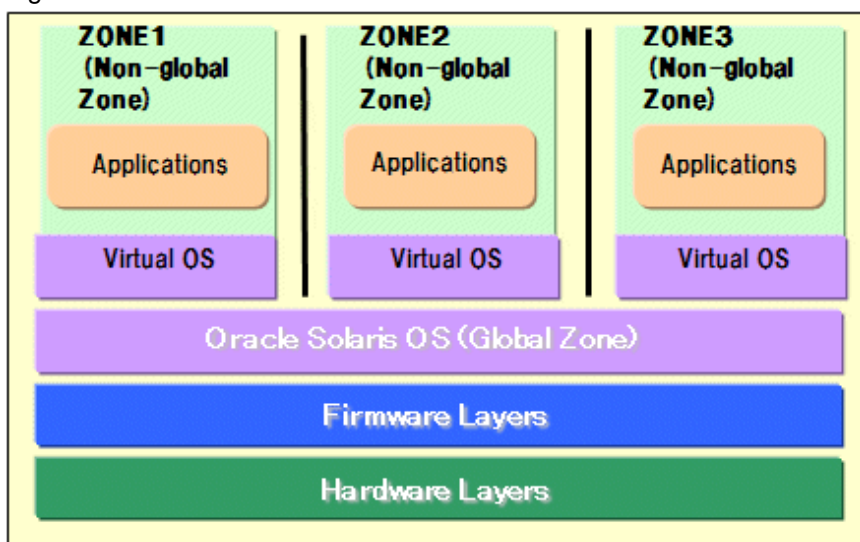 ZONE1
(Non-global
Zone)
Applications
Virtual OS
ZONE2
(Non-global
Zone)
Applications
Virtual OS
ZONE3
(Non-global
Zone)
Applications
Virtual OS
Oracle Solaris OS(Global Zone)
Firmware Layers
Hardware Layers